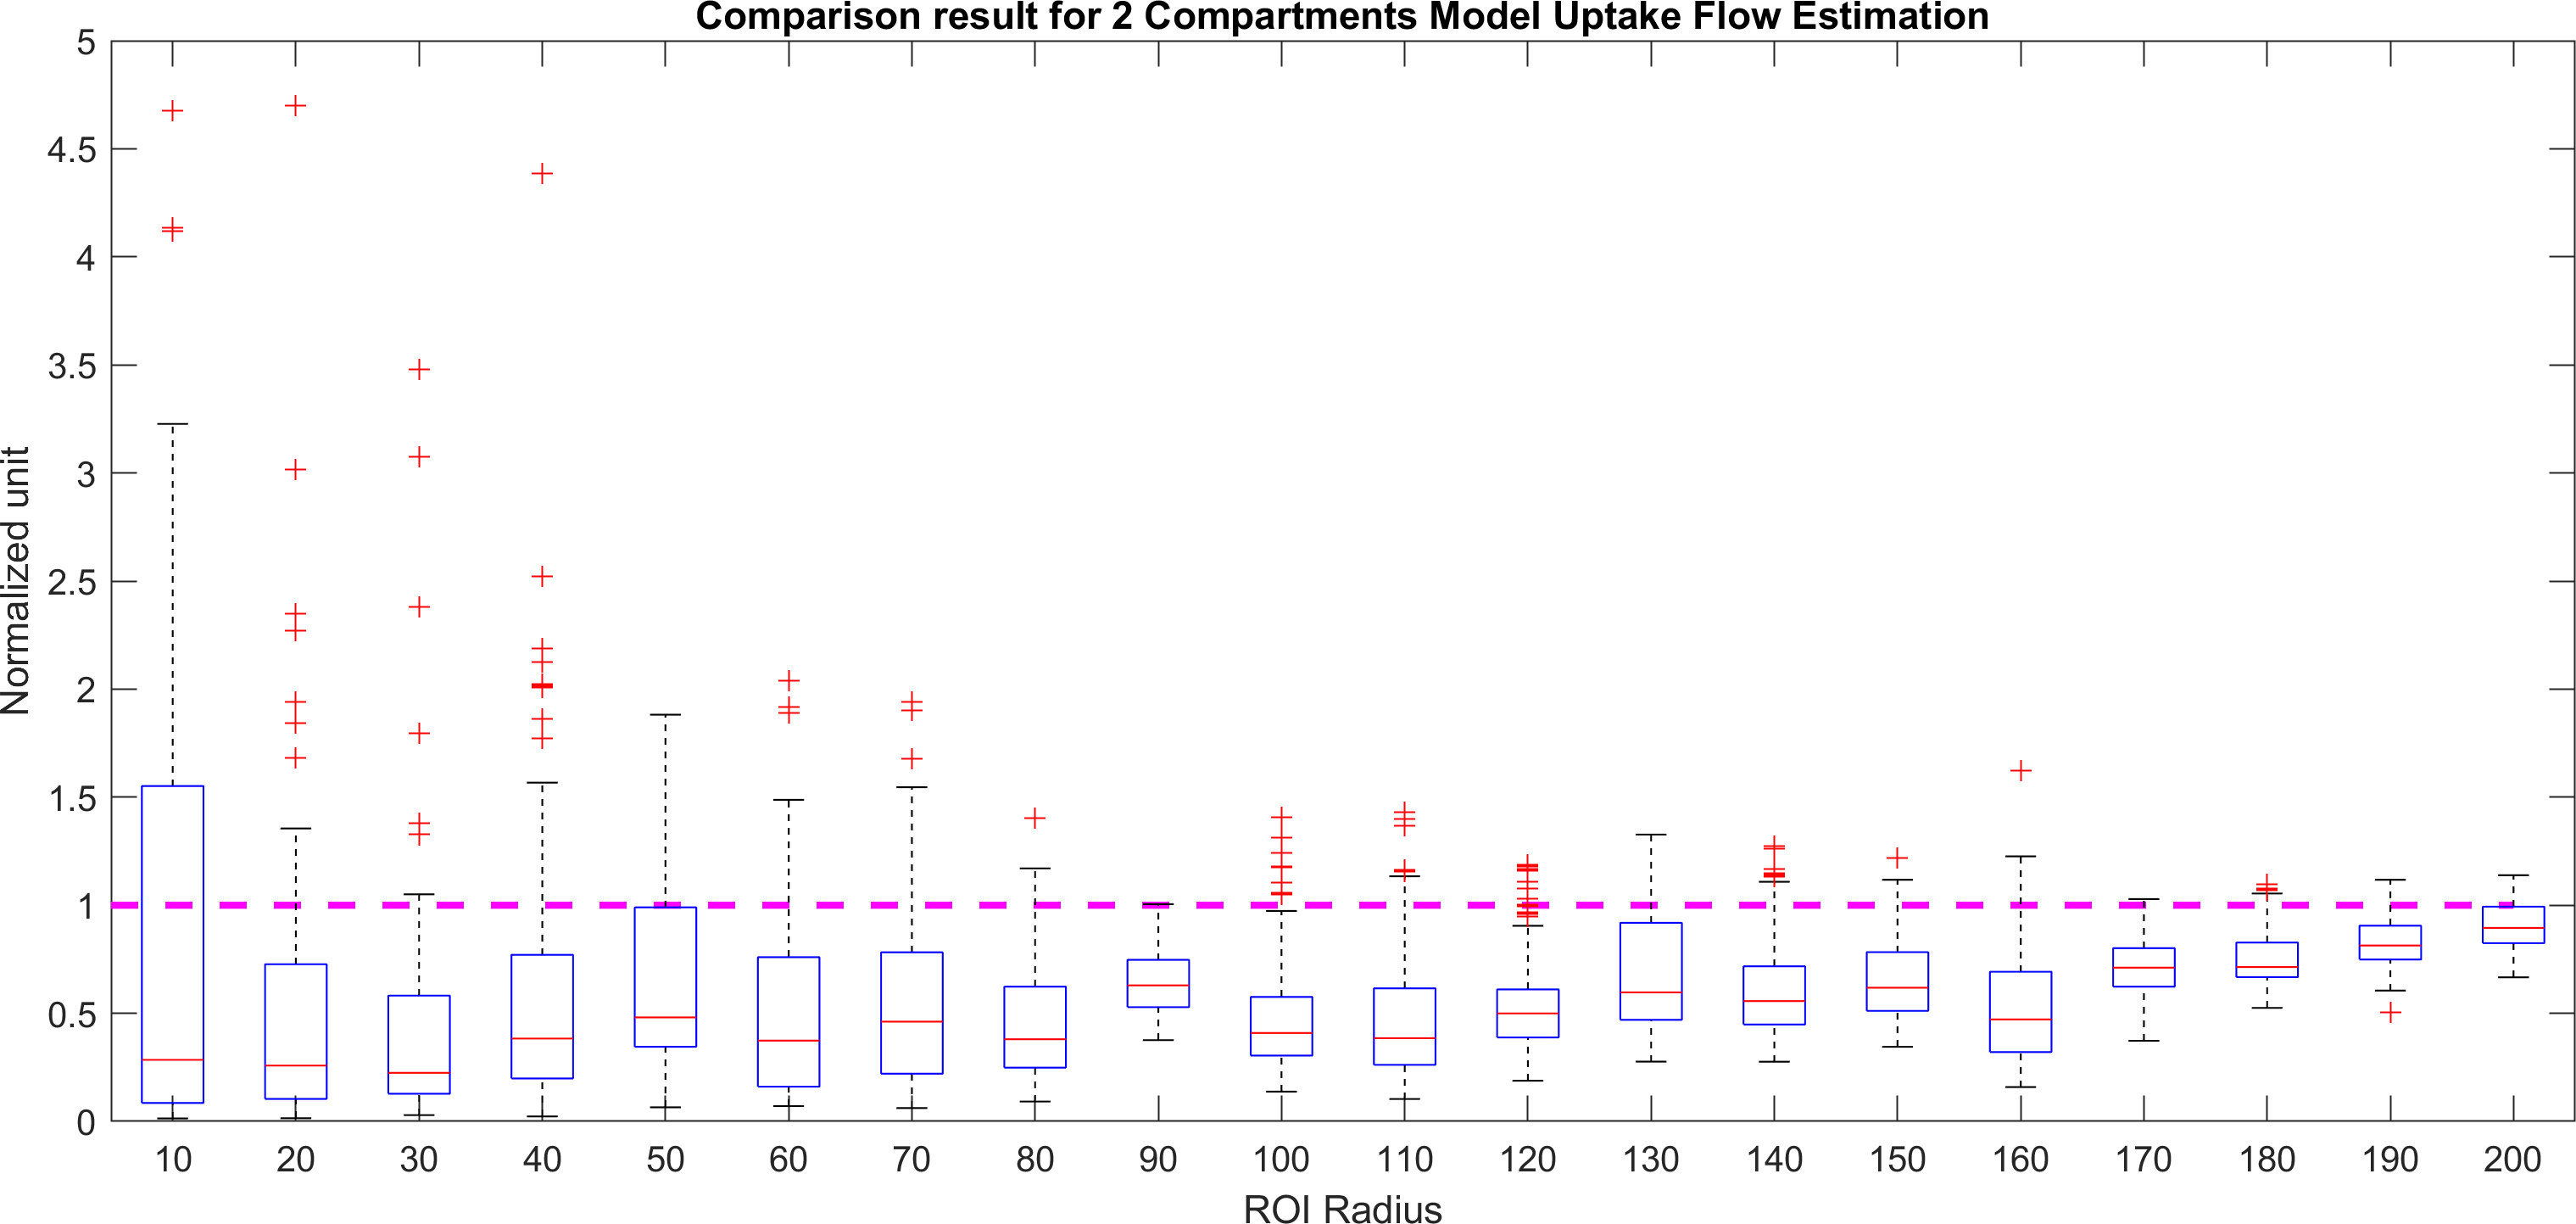 Comparison result for 2 Compartments Model Uptake Flow Estimation
5
4.5
4
3.5
3
2.5
2
1.5
1
0.5
0
Normalized unit
10 20 30 40 50 60 70 80 90 100 110 120 130 140 150 160 170 180 190 200
ROI Radius